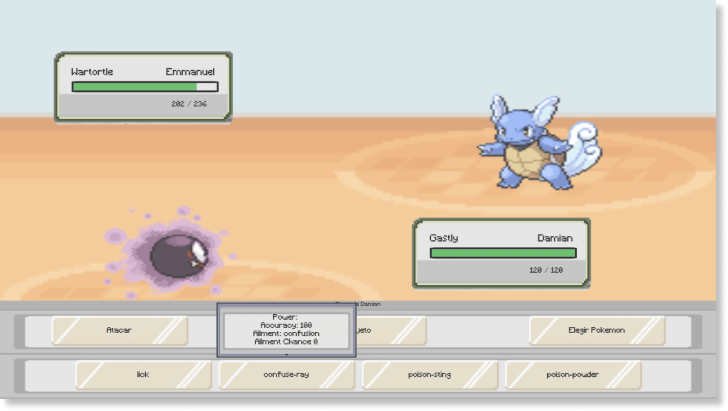 Wartortle Emmanuel
202 / 236
Gastly Damian
120 / 120
Damian
Atacar
Power:
Accuracy: 100
Ailment: confusion
Ailment Chance 0
Elegir Pokemon
lick
confuse-ray
poison-sting
poison-powder